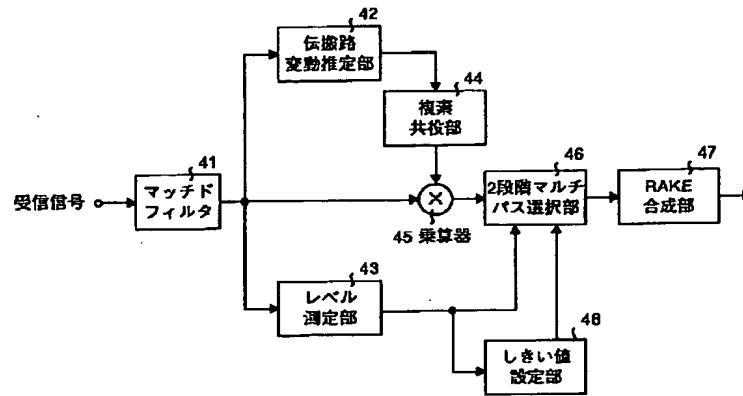 42
伝搬路
変動推定部
44
複素
共役部
41
マッチド
フィルタ
受信信号
×
45 乗算器
46
2段階マルチ
パス選択部
47
RAKE
合成部
43
レベル
測定部
48
しきい値
設定部